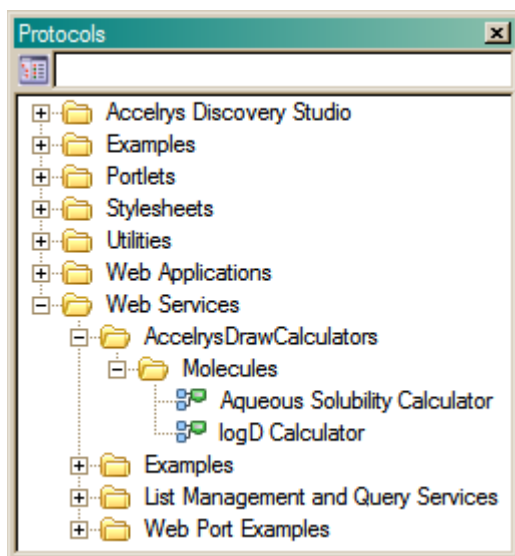 Protocols
Accelrys Discovery Studio
Examples
Portlets
Stylesheets
Utilities
Web Applications
Web Services
AccelrysDrawCalculators
Molecules
Aqueous Solubility Calculator
logD Calculator
Examples
List Management and Query Services
Web Port Examples